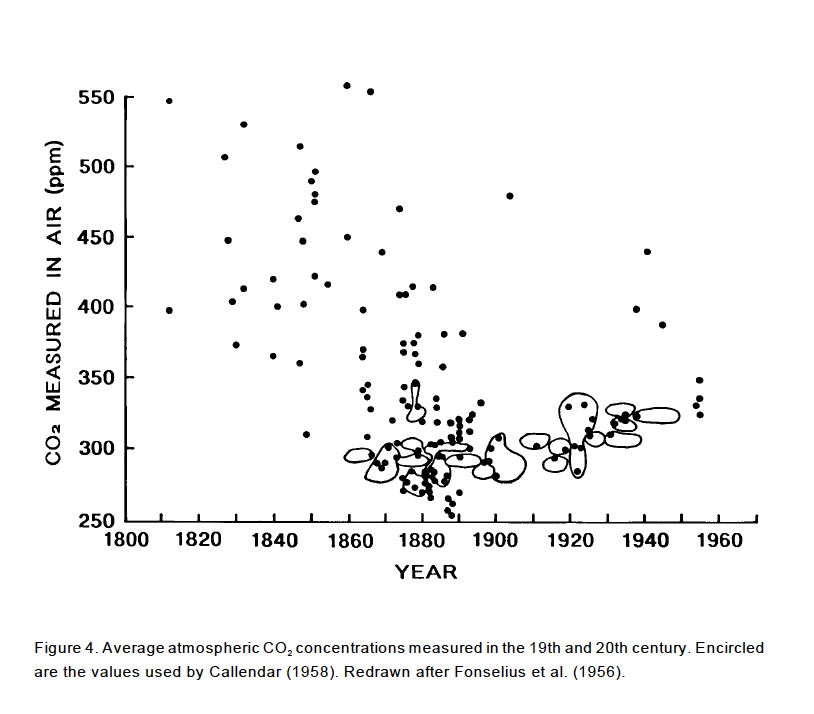 550
500
450
400
350
300
250
CO₂ MEASURED IN AIR (ppm)
1800 1820 1840 1860 1880 1900 1920 1940 1960
YEAR
Figure 4. Average atmospheric CO₂ concentrations measured in the 19th and 20th century. Encircled
are the values used by Callendar (1958). Redrawn after Fonselius et al. (1956).